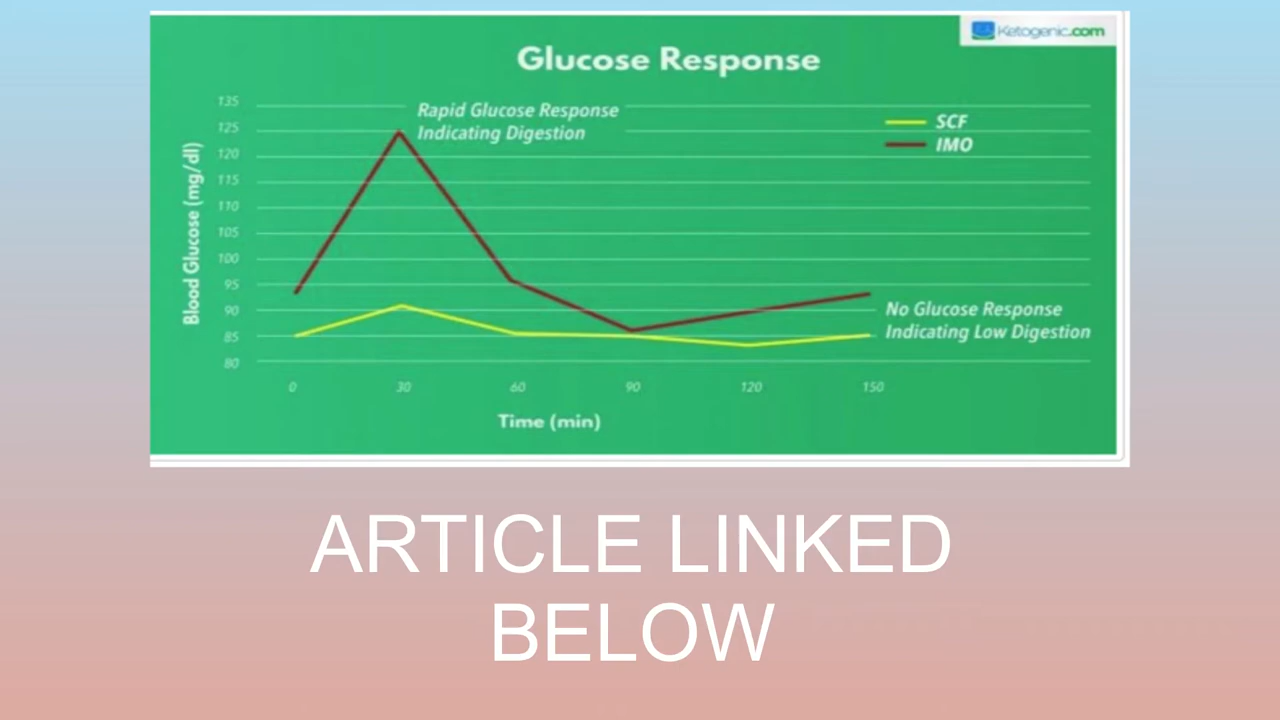 Ketogenic.com
Glucose Response
135
125
120
115
110
105
100
95
90
85
80
Blood Glucose (mg/dl)
Rapid Glucose Response
Indicating Digestion
SCF
IMO
No Glucose Response
Indicating Low Digestion
0 30 60 90 120 150
Time (min)
ARTICLE LINKED
BELOW